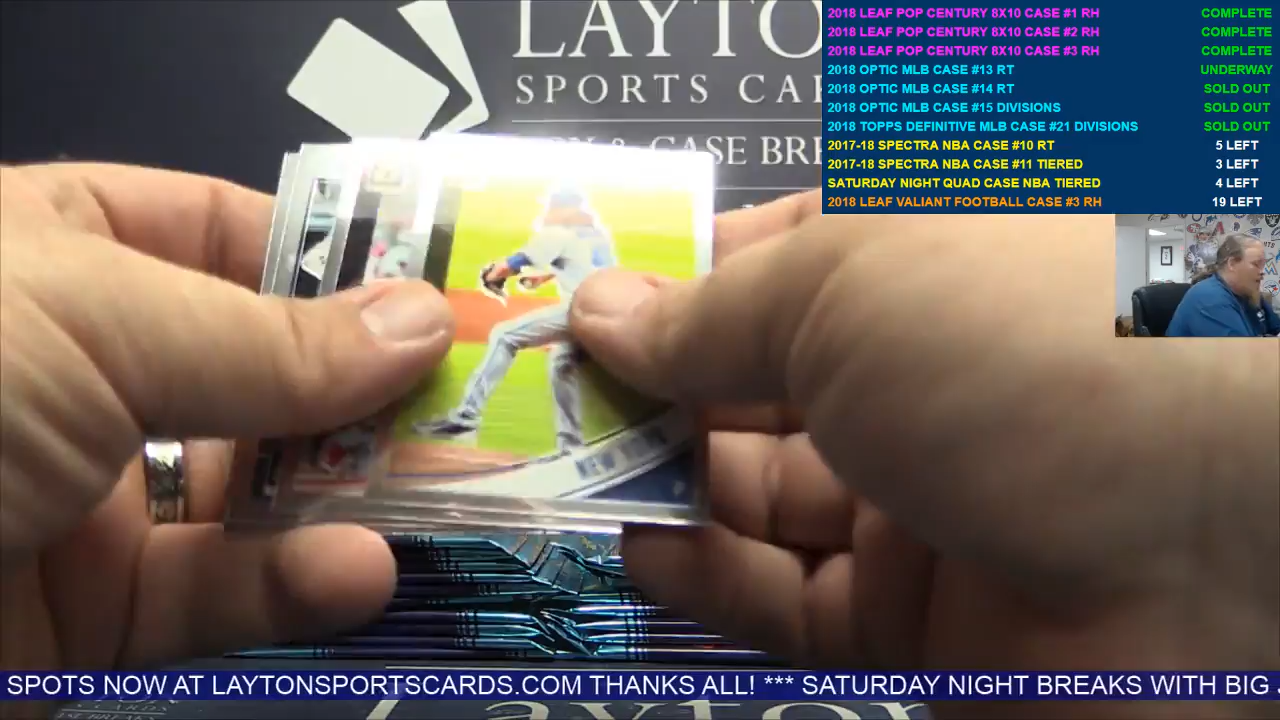 LAYTON
SPORTS CA
& CASE BRE
2018 LEAF POP CENTURY 8X10 CASE #1 RH COMPLETE
2018 LEAF POP CENTURY 8X10 CASE #2 RH COMPLETE
2018 LEAF POP CENTURY 8X10 CASE #3 RH COMPLETE
2018 OPTIC MLB CASE #13 RT UNDERWAY
2018 OPTIC MLB CASE #14 RT SOLD OUT
2018 OPTIC MLB CASE #15 DIVISIONS SOLD OUT
2018 TOPPS DEFINITIVE MLB CASE #21 DIVISIONS SOLD OUT
2017-18 SPECTRA NBA CASE #10 RT 5 LEFT
2017-18 SPECTRA NBA CASE #11 TIERED 3 LEFT
SATURDAY NIGHT QUAD CASE NBA TIERED 4 LEFT
2018 LEAF VALIANT FOOTBALL CASE #3 RH 19 LEFT
NEW YORK
SPOTS NOW AT LAYTONSPORTSCARDS.COM THANKS ALL! *** SATURDAY NIGHT BREAKS WITH BIG
Layton